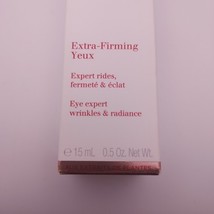 Extra-Firming
Yeux
Expert rides,
fermeté & éclat
Eye expert
wrinkles & radiance
℮ 15 mL 0.5 Oz. Net Wt.